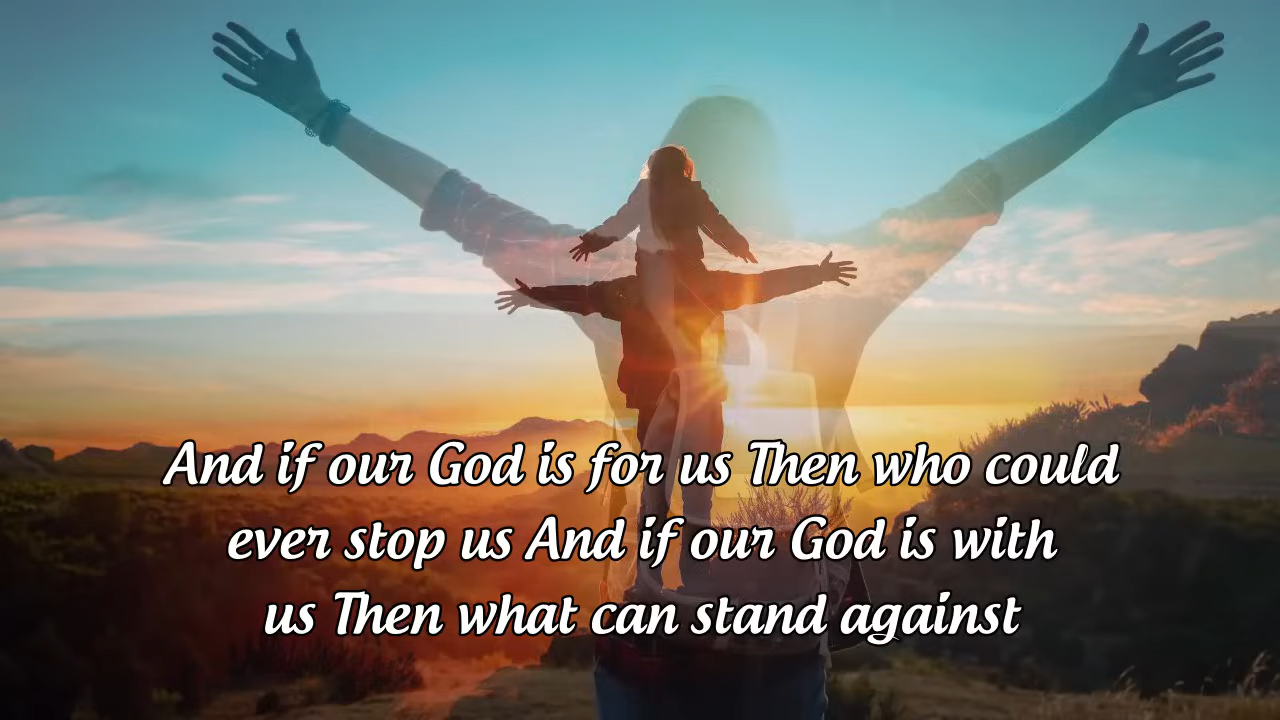 And if our God is for us Then who could
ever stop us And if our God is with
us Then what can stand against